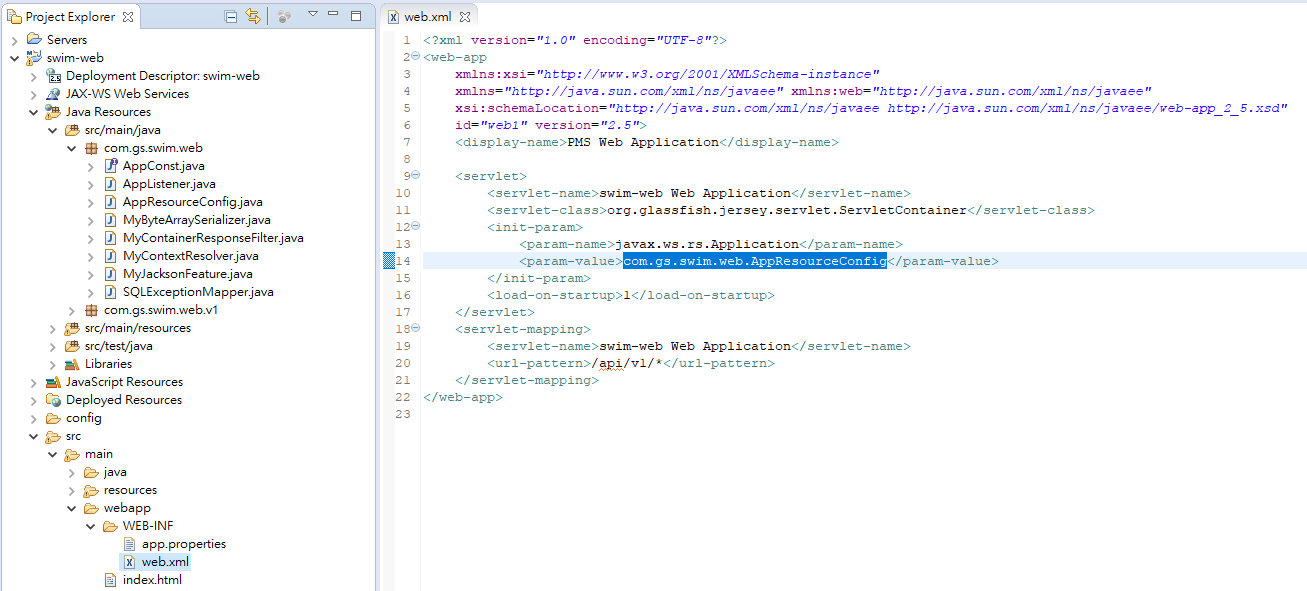 Project Explorer
Servers
swim-web
Deployment Descriptor: swim-web
JAX-WS Web Services
Java Resources
src/main/java
com.gs.swim.web
AppConst.java
AppListener.java
AppResourceConfig.java
MyByteArraySerializer.java
MyContainerResponseFilter.java
MyContextResolver.java
MyJacksonFeature.java
SQLExceptionMapper.java
com.gs.swim.web.v1
src/main/resources
src/test/java
Libraries
JavaScript Resources
Deployed Resources
config
src
main
java
resources
webapp
WEB-INF
app.properties
web.xml
index.html
web.xml
1 <?xml version="1.0" encoding="UTF-8"?>
2 <web-app
3 xmlns:xsi="http://www.w3.org/2001/XMLSchema-instance"
4 xmlns="http://java.sun.com/xml/ns/javaee" xmlns:web="http://java.sun.com/xml/ns/javaee"
5 xsi:schemaLocation="http://java.sun.com/xml/ns/javaee http://java.sun.com/xml/ns/javaee/web-app_2_5.xsd"
6 id="web1" version="2.5">
7 <display-name>PMS Web Application</display-name>
8
9 <servlet>
10 <servlet-name>swim-web Web Application</servlet-name>
11 <servlet-class>org.glassfish.jersey.servlet.ServletContainer</servlet-class>
12 <init-param>
13 <param-name>javax.ws.rs.Application</param-name>
14 <param-value>com.gs.swim.web.AppResourceConfig</param-value>
15 </init-param>
16 <load-on-startup>1</load-on-startup>
17 </servlet>
18 <servlet-mapping>
19 <servlet-name>swim-web Web Application</servlet-name>
20 <url-pattern>/api/v1/*</url-pattern>
21 </servlet-mapping>
22 </web-app>
23